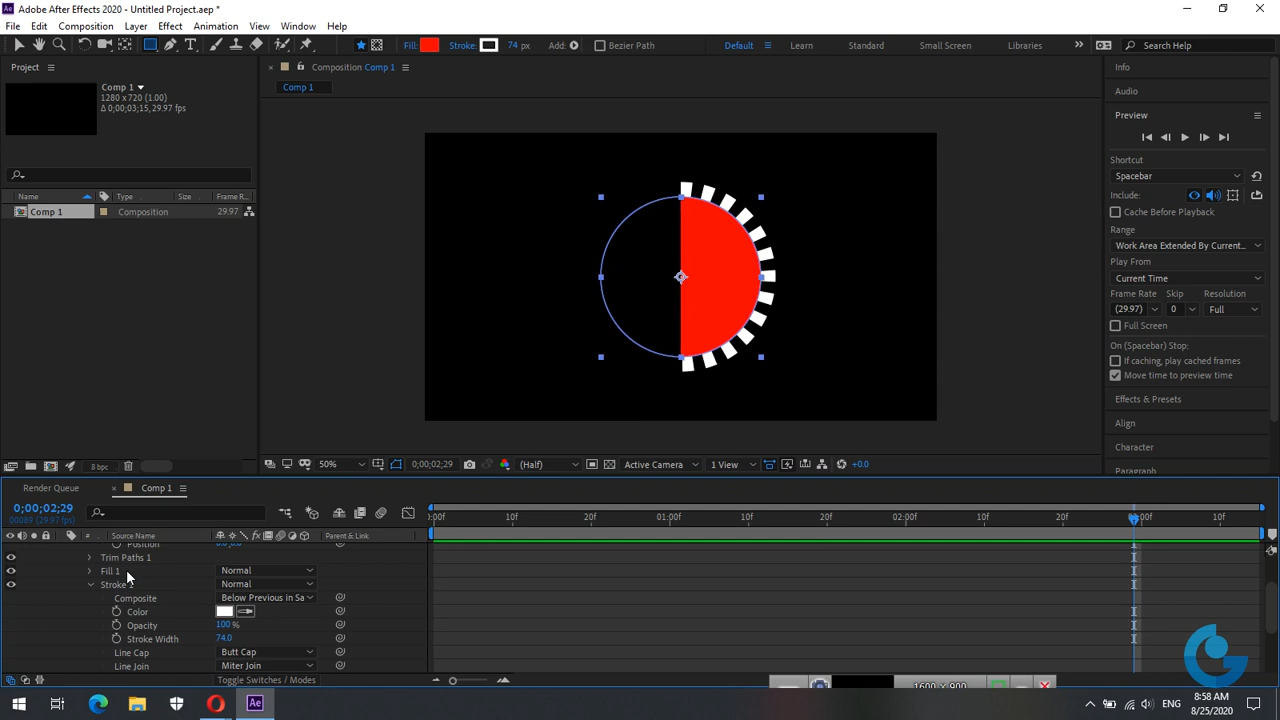 Adobe After Effects 2020 - Untitled Project.aep *
File Edit Composition Layer Effect Animation View Window Help
Fill: Stroke: 74 px Add: Bezier Path Default Learn Standard Small Screen Libraries Search Help
Project
Comp 1
1280 x 720 (1.00)
Δ 0;00;03;15, 29.97 fps
Name Type Size Frame R...
Comp 1 Composition 29.97
8 bpc
Composition Comp 1
Comp 1
50% 0;00;02;29 (Half) Active Camera 1 View +0.0
Info
Audio
Preview
Shortcut
Spacebar
Include:
Cache Before Playback
Range
Work Area Extended By Current...
Play From
Current Time
Frame Rate Skip Resolution
(29.97) 0 Full
Full Screen
On (Spacebar) Stop:
If caching, play cached frames
Move time to preview time
Effects & Presets
Align
Character
Paragraph
Render Queue Comp 1
0;00;02;29
00089 (29.97 fps)
# Source Name Parent & Link
10f 20f 01:00f 10f 20f 02:00f 10f 20f 10f
Position 0.0,0.0
Trim Paths 1
Fill 1 Normal
Stroke Normal
Composite Below Previous in Sa
Color
Opacity 100 %
Stroke Width 74.0
Line Cap Butt Cap
Line Join Miter Join
Toggle Switches / Modes
1600 x 900
ENG
8:58 AM
8/25/2020